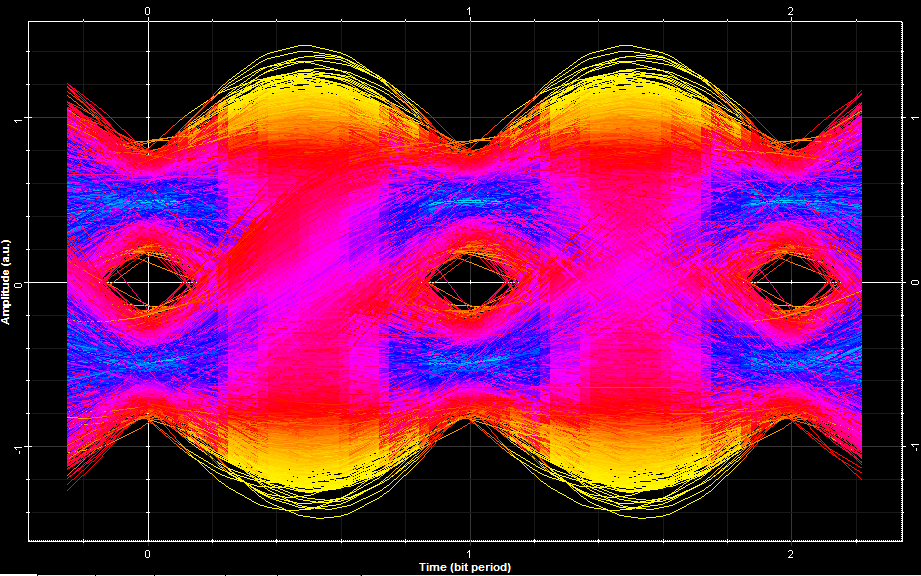 0 1 2
1 1
Amplitude (a.u.)
0 0
-1 -1
0 1 2
Time (bit period)